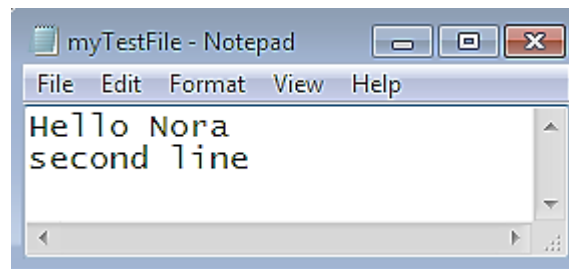 myTestFile - Notepad
File Edit Format View Help
Hello Nora
second line